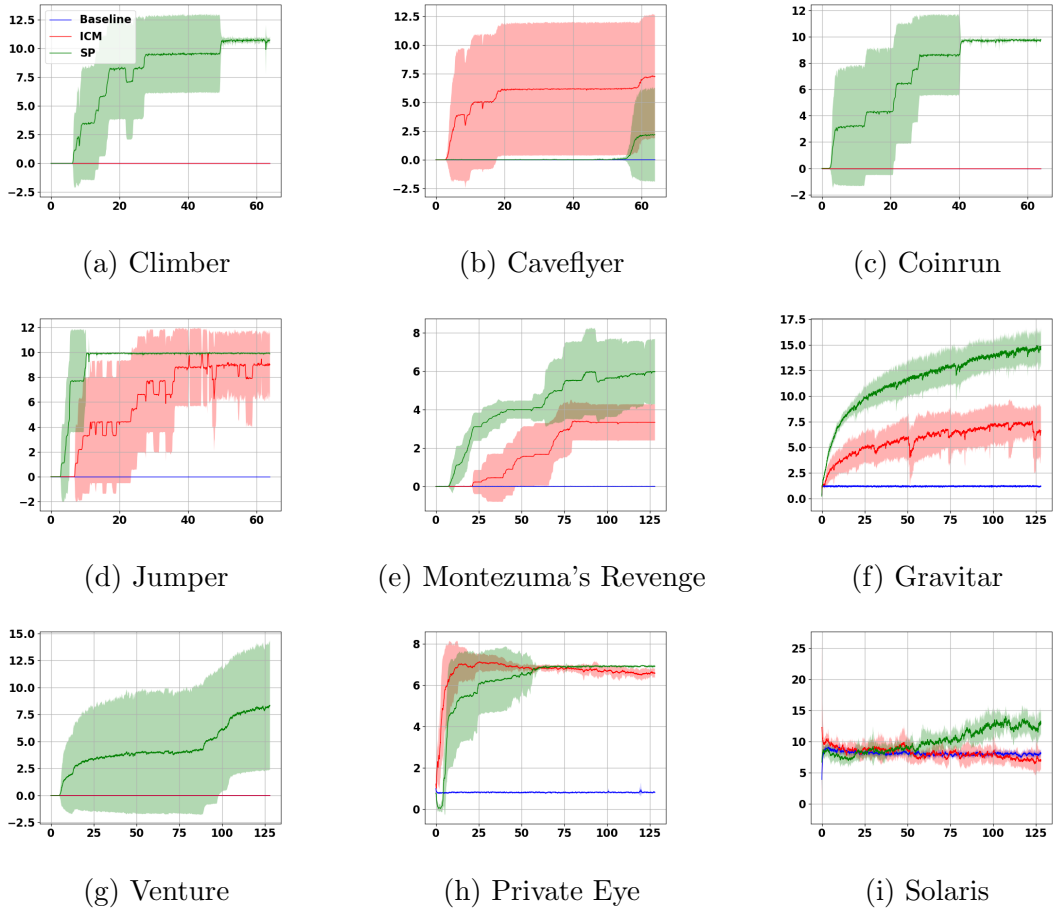 Baseline
ICM
SP
12.5
10.0
7.5
5.0
2.5
0.0
−2.5
0 20 40 60
(a) Climber
12.5
10.0
7.5
5.0
2.5
0.0
−2.5
0 20 40 60
(b) Caveflyer
12
10
8
6
4
2
0
−2
0 20 40 60
(c) Coinrun
12
10
8
6
4
2
0
−2
0 20 40 60
(d) Jumper
8
6
4
2
0
0 25 50 75 100 125
(e) Montezuma's Revenge
17.5
15.0
12.5
10.0
7.5
5.0
2.5
0.0
0 25 50 75 100 125
(f) Gravitar
15.0
12.5
10.0
7.5
5.0
2.5
0.0
0 25 50 75 100 125
(g) Venture
8
6
4
2
0
0 25 50 75 100 125
(h) Private Eye
25
20
15
10
5
0
0 25 50 75 100 125
(i) Solaris